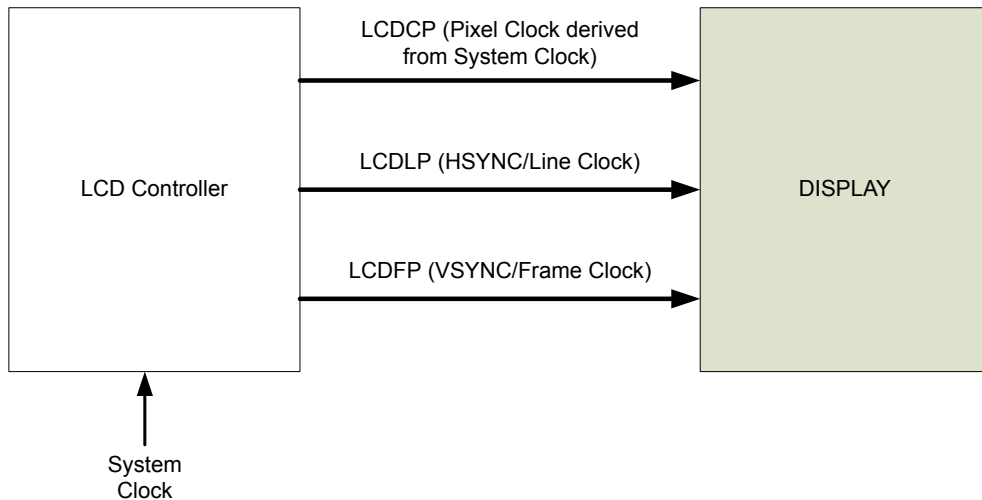 LCDCP (Pixel Clock derived
from System Clock)
LCD Controller
LCDLP (HSYNC/Line Clock)
DISPLAY
LCDFP (VSYNC/Frame Clock)
System
Clock